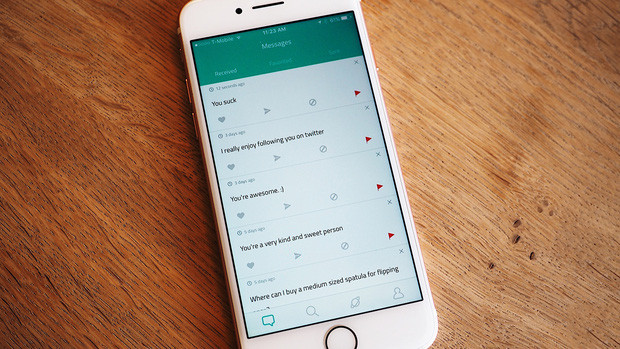 T-Mobile 11:23 AM 81%
Messages
Received Favorited Sent
12 seconds ago
You suck
3 days ago
I really enjoy following you on twitter
3 days ago
You're awesome. :)
5 days ago
You're a very kind and sweet person
5 days ago
Where can I buy a medium sized spatula for flipping